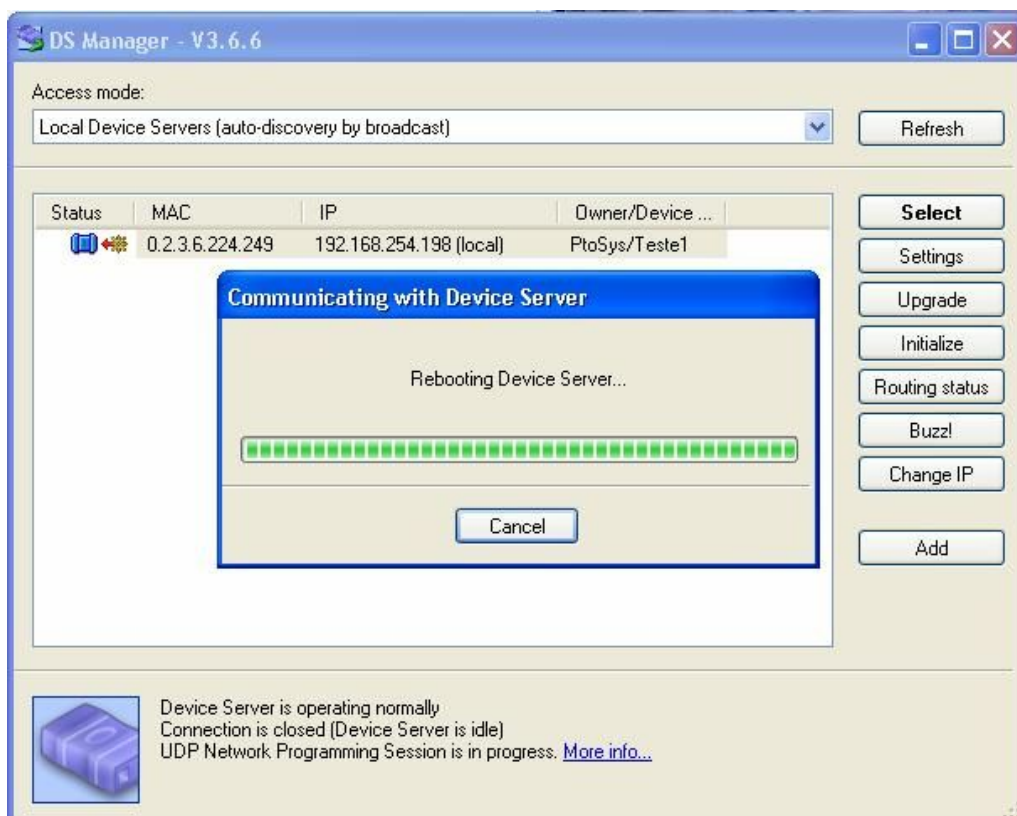 DS Manager - V3.6.6
Access mode:
Local Device Servers (auto-discovery by broadcast)
Refresh
Status MAC IP Owner/Device ...
0.2.3.6.224.249 192.168.254.198 (local) PtoSys/Teste1
Select
Settings
Upgrade
Initialize
Routing status
Buzz!
Change IP
Add
Communicating with Device Server
Rebooting Device Server...
Cancel
Device Server is operating normally
Connection is closed (Device Server is idle)
UDP Network Programming Session is in progress. More info...